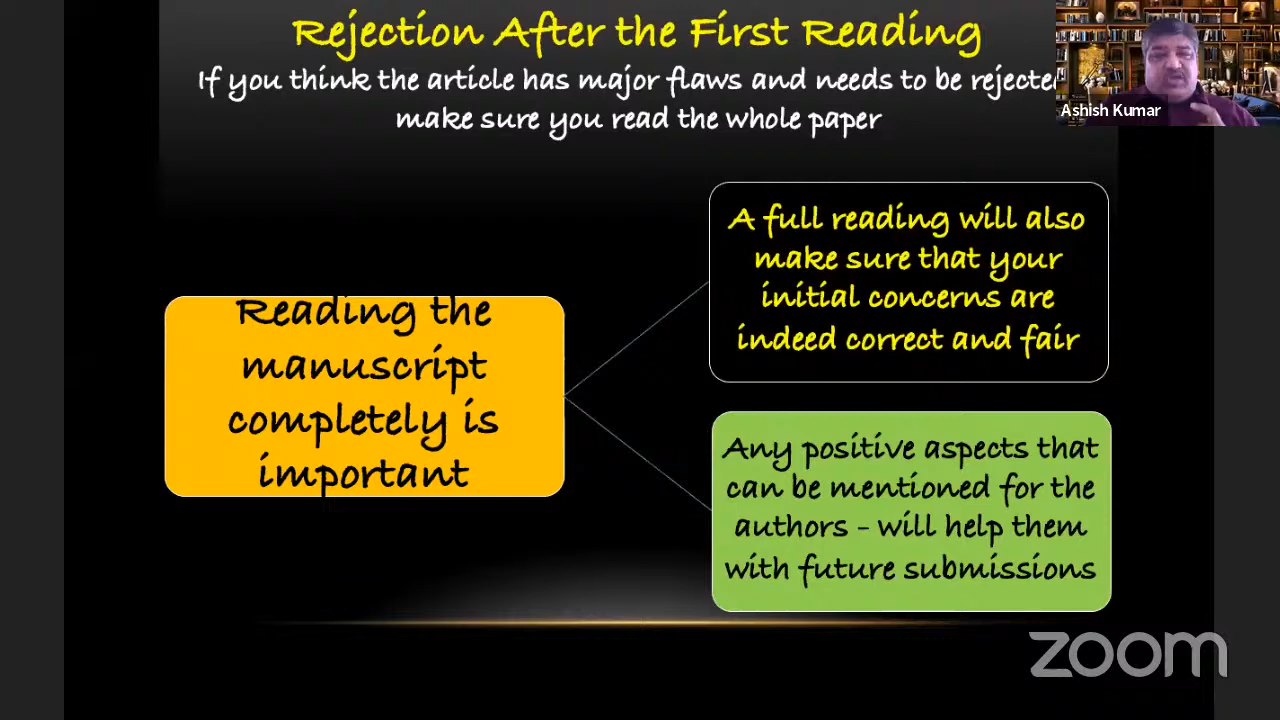 Rejection After the First Reading
If you think the article has major flaws and needs to be rejecte
make sure you read the whole paper
Ashish Kumar
A full reading will also
make sure that your
initial concerns are
indeed correct and fair
Reading the
manuscript
completely is
important
Any positive aspects that
can be mentioned for the
authors - will help them
with future submissions
zoom